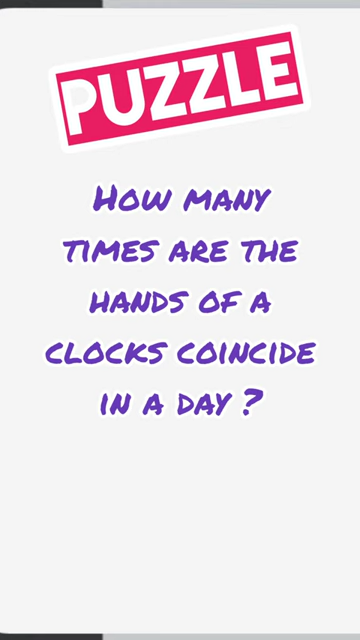 PUZZLE
HOW MANY
TIMES ARE THE
HANDS OF A
CLOCKS COINCIDE
IN A DAY ?